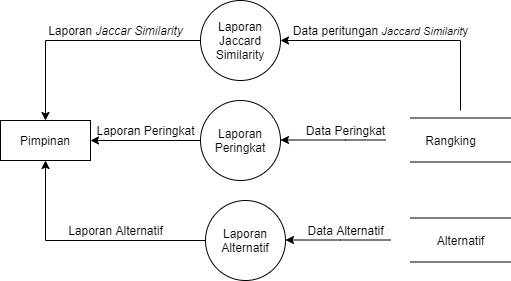 Laporan Jaccar Similarity
Laporan
Jaccard
Similarity
Data peritungan Jaccard Similarity
Pimpinan
Laporan Peringkat
Laporan
Peringkat
Data Peringkat
Rangking
Laporan Alternatif
Laporan
Alternatif
Data Alternatif
Alternatif